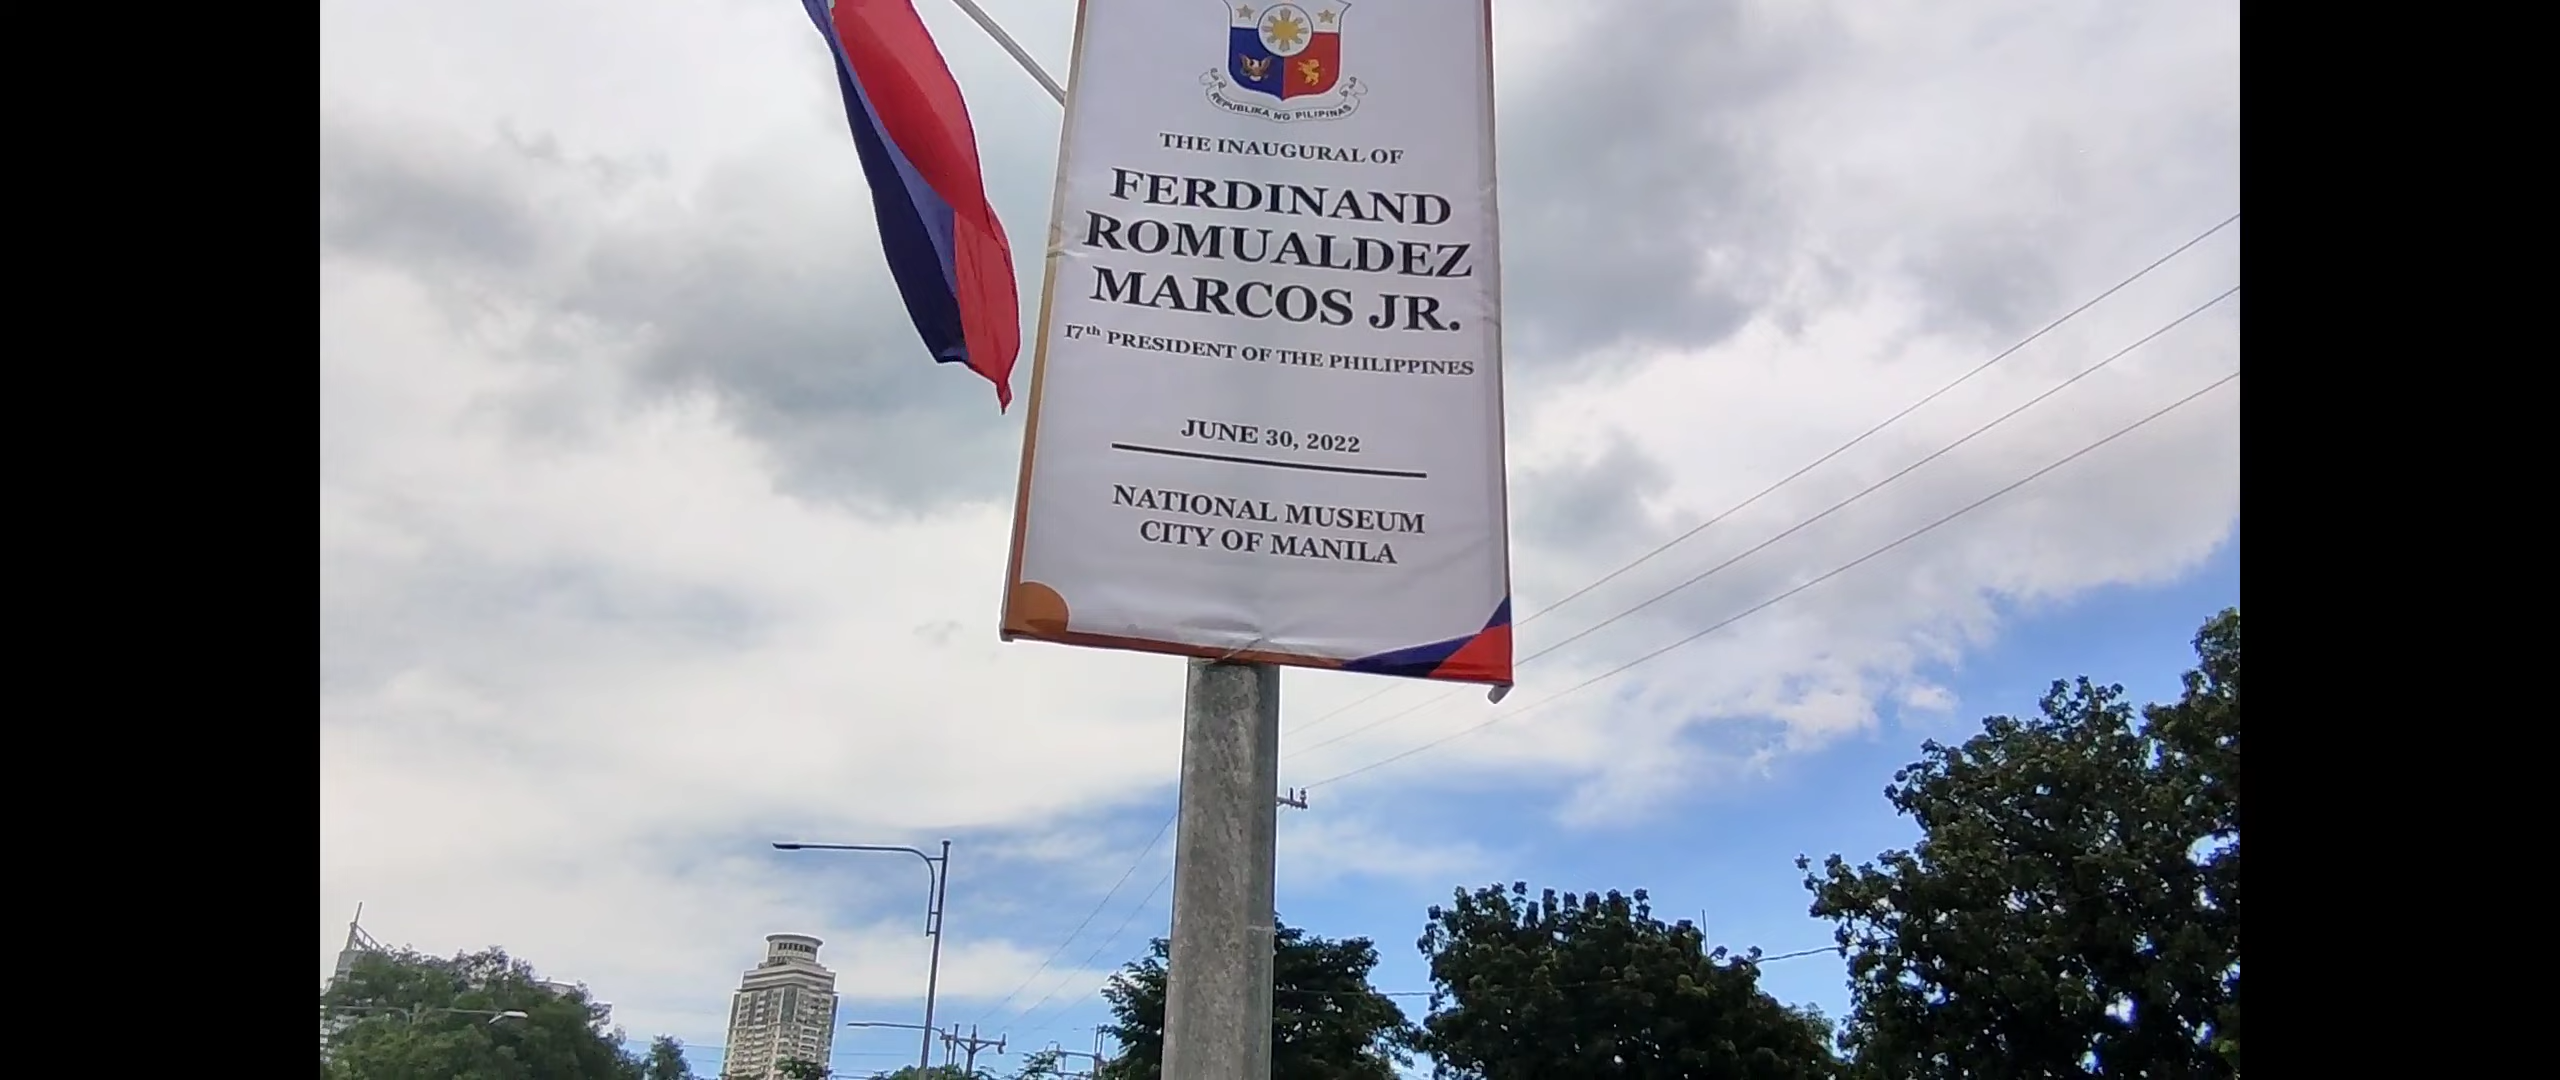 REPUBLIKA NG PILIPINAS
THE INAUGURAL OF
FERDINAND
ROMUALDEZ
MARCOS JR.
17th PRESIDENT OF THE PHILIPPINES
JUNE 30, 2022
NATIONAL MUSEUM
CITY OF MANILA